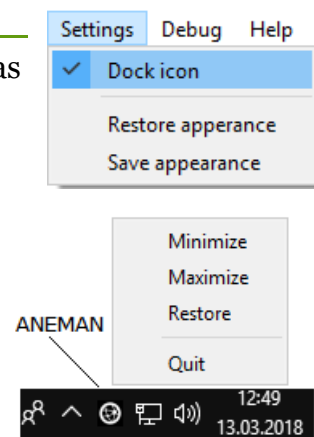 Settings Debug Help
as
Dock icon
Restore apperance
Save appearance
Minimize
Maximize
Restore
ANEMAN
Quit
12:49
13.03.2018